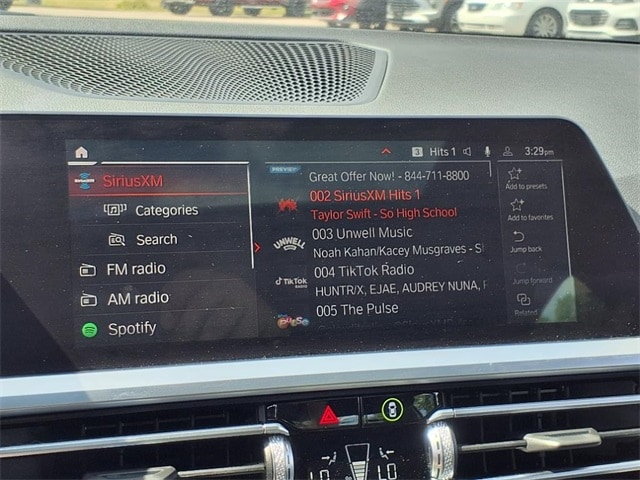 3 Hits 1 3:29pm
SiriusXM
Categories
Search
FM radio
AM radio
Spotify
PREVIEW Great Offer Now! - 844-711-8800
002 SiriusXM Hits 1
Taylor Swift - So High School
UNWELL 003 Unwell Music
Noah Kahan/Kacey Musgraves - S
TikTok 004 TikTok Radio
HUNTR/X, EJAE, AUDREY NUNA,
PULSE 005 The Pulse
Add to presets
Add to favorites
Jump back
Jump forward
Related
LO LO